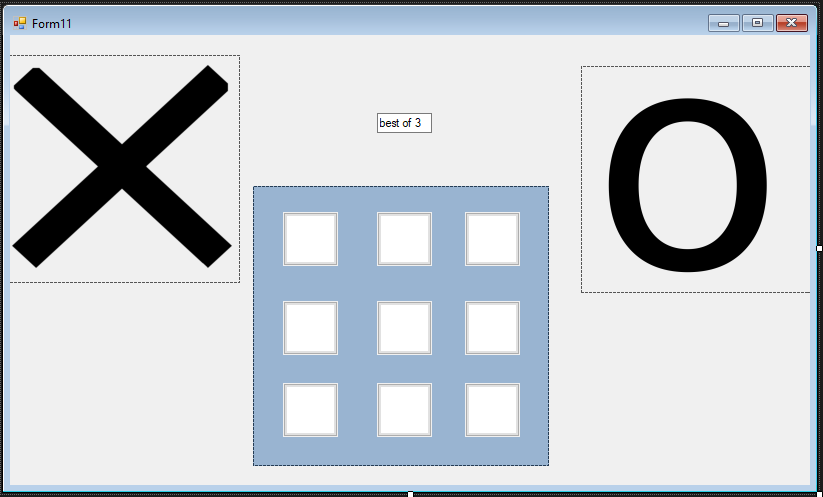 Form11
best of 3
X
O